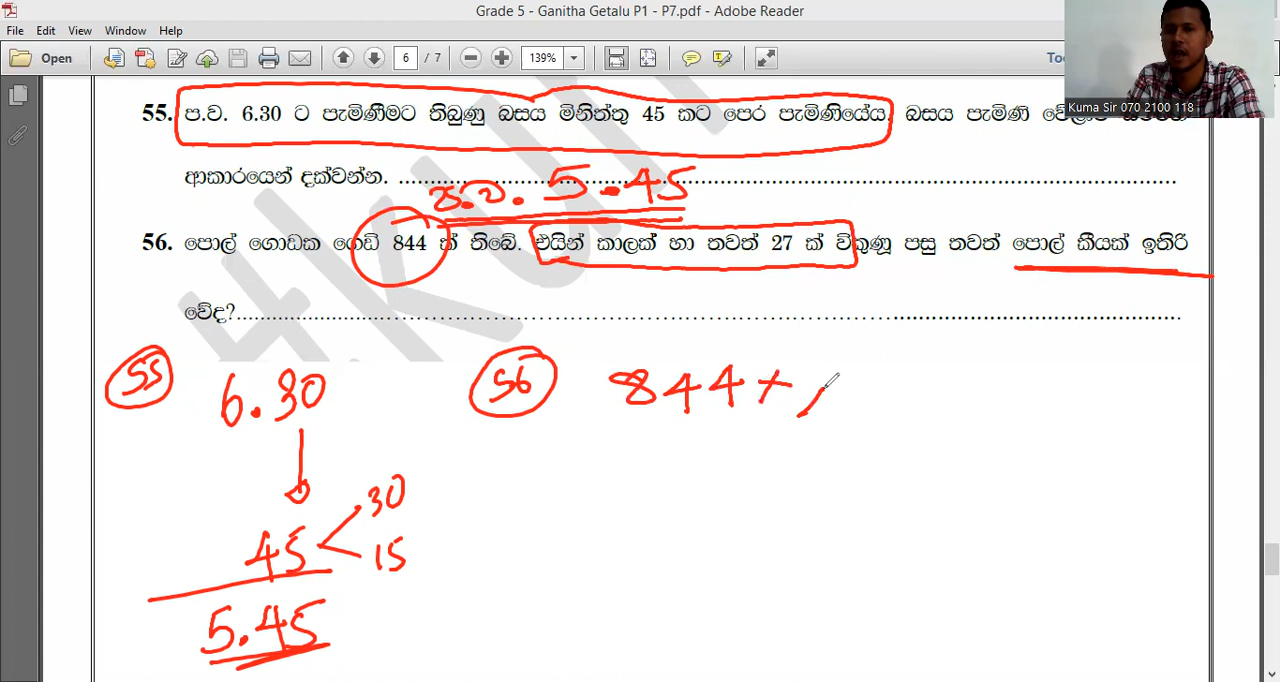 Grade 5 - Ganitha Getalu P1 - P7.pdf - Adobe Reader
File Edit View Window Help
Open 6 / 7 139%
Kuma Sir 070 2100 118
55. ප.ව. 6.30 ට පැමිණීමට තිබුණු බසය මිනිත්තු 45 කට පෙර පැමිණියේය. බසය පැමිණි
ආකාරයෙන් දක්වන්න. ප.ව. 5.45
56. පොල් ගොඩක ගෙඩි 844 ක් තිබේ. එයින් කාලක් හා තවත් 27 ක් විකුණූ පසු තවත් පොල් කීයක් ඉතිරි
වේද?
55 6.30
56 844 +
30
45
15
5.45